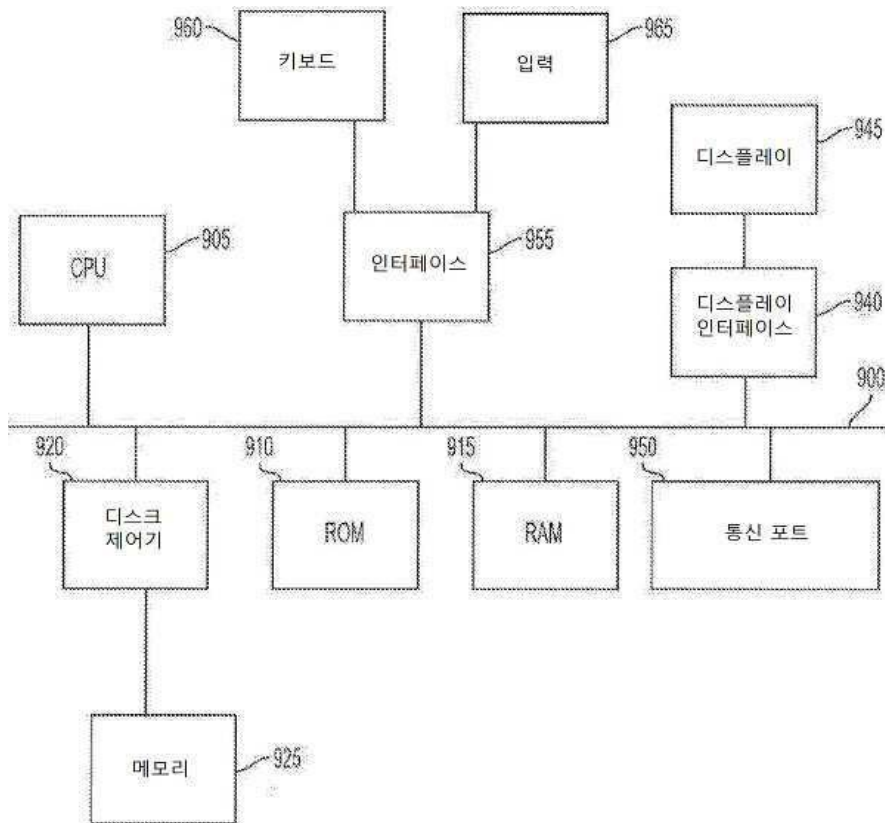 960
키보드
입력
965
디스플레이
945
CPU
905
인터페이스
955
디스플레이
인터페이스
940
900
920
디스크
제어기
910
ROM
915
RAM
950
통신 포트
메모리
925